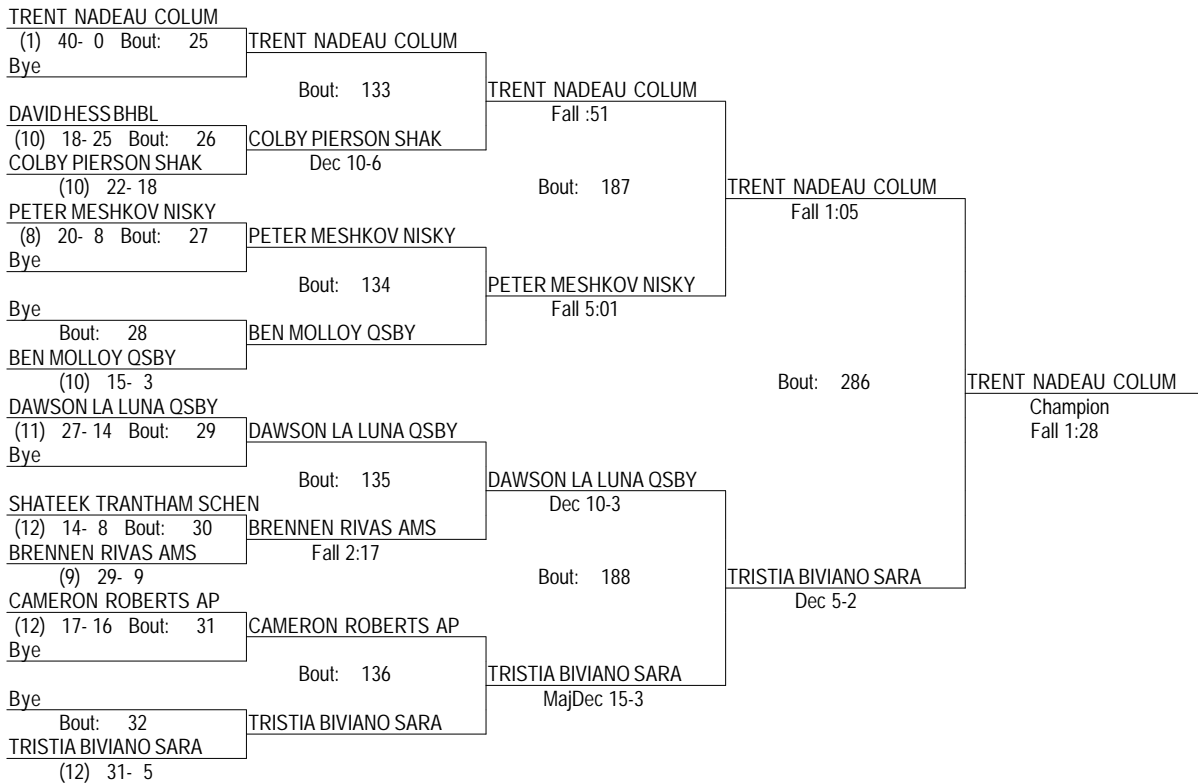 TRENT NADEAU COLUM
(1) 40- 0 Bout: 25
TRENT NADEAU COLUM
Bye
Bout: 133
TRENT NADEAU COLUM
DAVID HESS BHBL
Fall :51
(10) 18- 25 Bout: 26
COLBY PIERSON SHAK
COLBY PIERSON SHAK
Dec 10-6
(10) 22- 18
Bout: 187
TRENT NADEAU COLUM
PETER MESHKOV NISKY
Fall 1:05
(8) 20- 8 Bout: 27
PETER MESHKOV NISKY
Bye
Bout: 134
PETER MESHKOV NISKY
Bye
Fall 5:01
Bout: 28
BEN MOLLOY QSBY
BEN MOLLOY QSBY
(10) 15- 3
Bout: 286
TRENT NADEAU COLUM
DAWSON LA LUNA QSBY
Champion
(11) 27- 14 Bout: 29
DAWSON LA LUNA QSBY
Fall 1:28
Bye
Bout: 135
DAWSON LA LUNA QSBY
SHATEEK TRANTHAM SCHEN
Dec 10-3
(12) 14- 8 Bout: 30
BRENNEN RIVAS AMS
BRENNEN RIVAS AMS
Fall 2:17
(9) 29- 9
Bout: 188
TRISTIA BIVIANO SARA
CAMERON ROBERTS AP
Dec 5-2
(12) 17- 16 Bout: 31
CAMERON ROBERTS AP
Bye
Bout: 136
TRISTIA BIVIANO SARA
Bye
MajDec 15-3
Bout: 32
TRISTIA BIVIANO SARA
TRISTIA BIVIANO SARA
(12) 31- 5